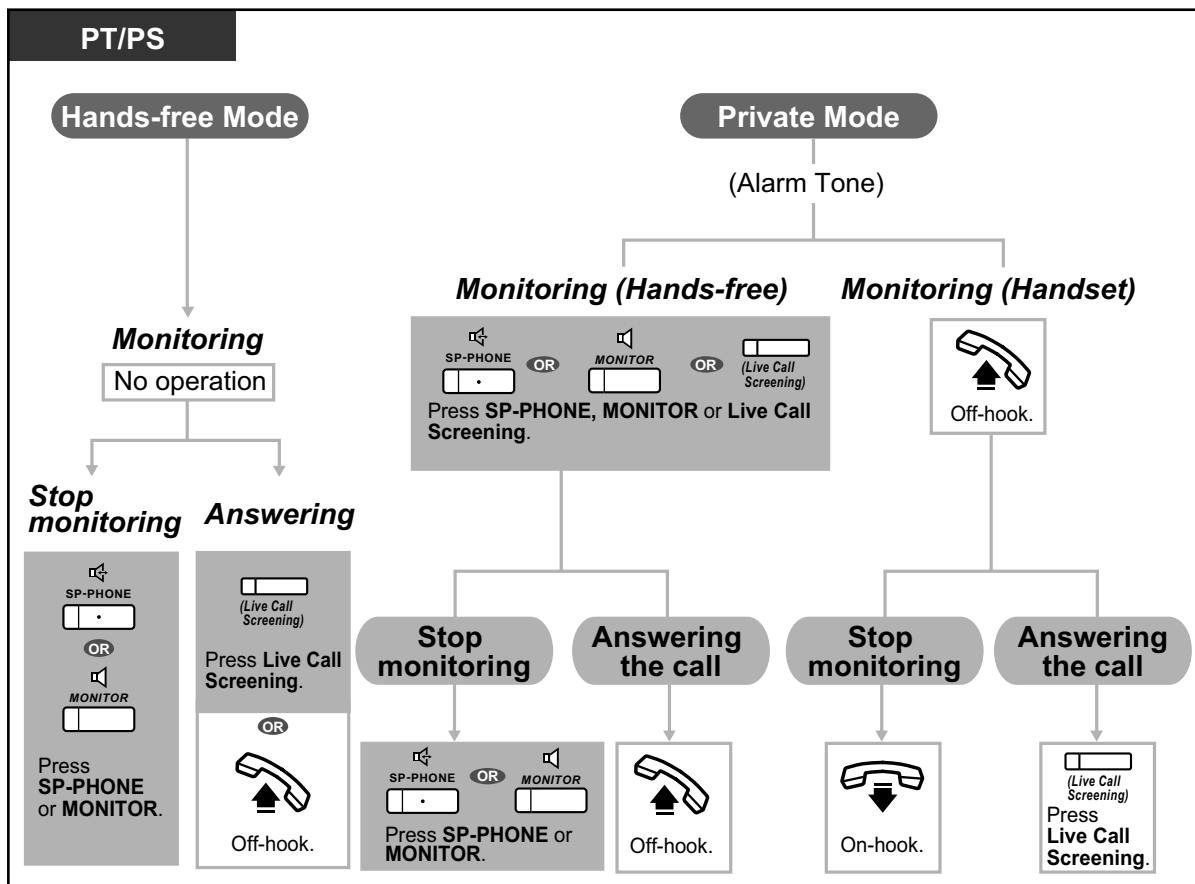 PT/PS
Hands-free Mode
Monitoring
No operation
Stop
monitoring
SP-PHONE
OR
MONITOR
Press
SP-PHONE
or MONITOR.
Answering
(Live Call
Screening)
Press Live Call
Screening.
OR
Off-hook.
Private Mode
(Alarm Tone)
Monitoring (Hands-free)
SP-PHONE
OR
MONITOR
OR
(Live Call
Screening)
Press SP-PHONE, MONITOR or Live Call
Screening.
Stop
monitoring
SP-PHONE
OR
MONITOR
Press SP-PHONE or
MONITOR.
Answering
the call
Off-hook.
Monitoring (Handset)
Off-hook.
Stop
monitoring
On-hook.
Answering
the call
(Live Call
Screening)
Press
Live Call
Screening.